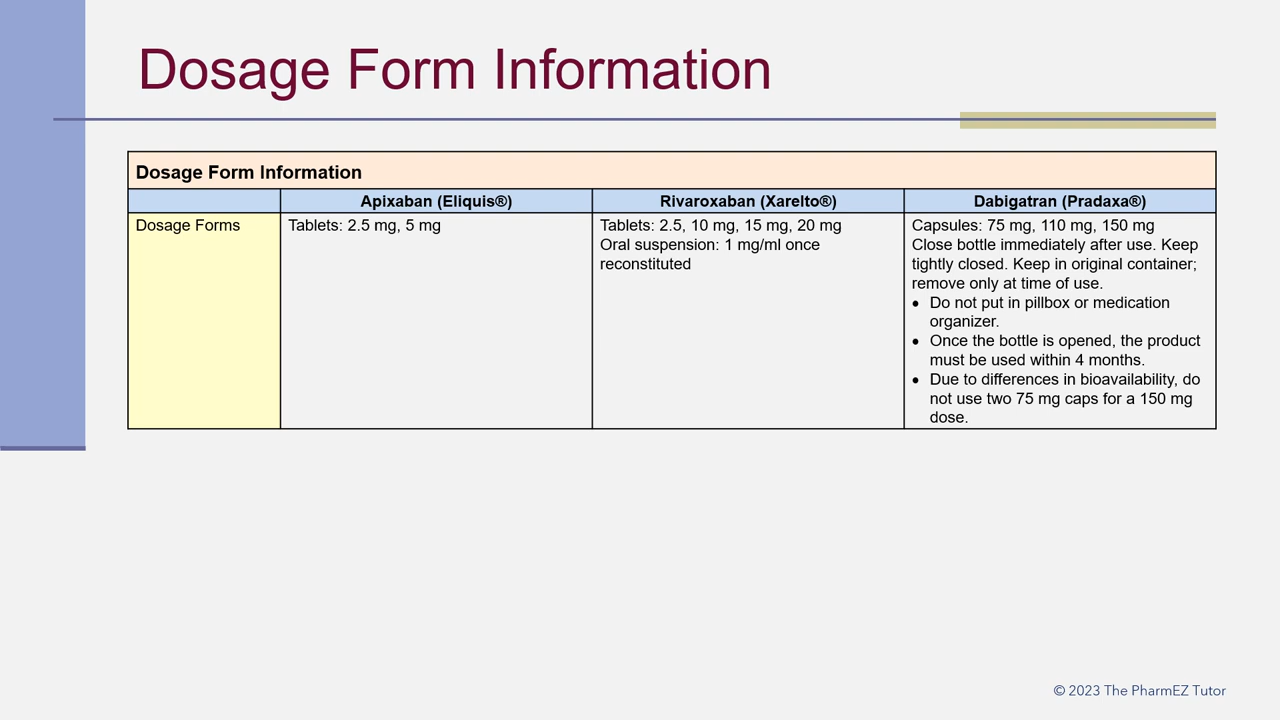 Dosage Form Information
Dosage Form Information
Apixaban (Eliquis®)
Rivaroxaban (Xarelto®)
Dabigatran (Pradaxa®)
Dosage Forms
Tablets: 2.5 mg, 5 mg
Tablets: 2.5, 10 mg, 15 mg, 20 mg
Oral suspension: 1 mg/ml once
reconstituted
Capsules: 75 mg, 110 mg, 150 mg
Close bottle immediately after use. Keep
tightly closed. Keep in original container;
remove only at time of use.
• Do not put in pillbox or medication
organizer.
• Once the bottle is opened, the product
must be used within 4 months.
• Due to differences in bioavailability, do
not use two 75 mg caps for a 150 mg
dose.
© 2023 The PharmEZ Tutor